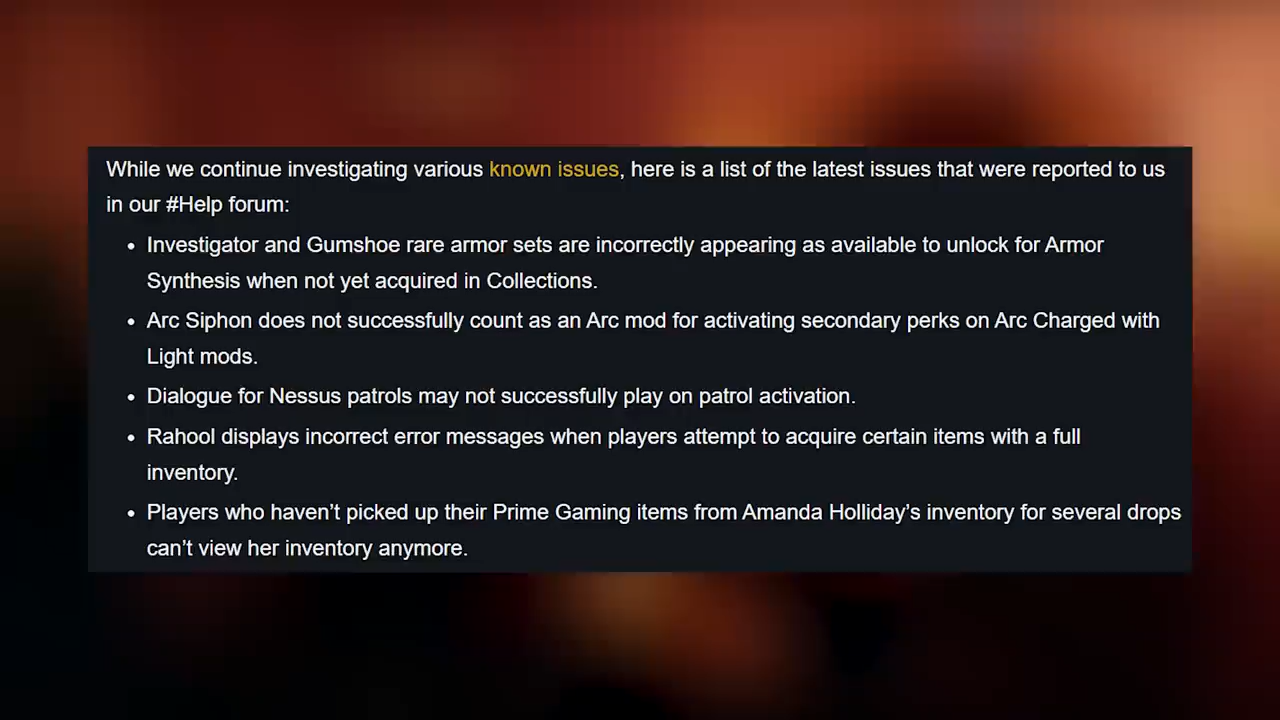 While we continue investigating various known issues, here is a list of the latest issues that were reported to us
in our #Help forum:
• Investigator and Gumshoe rare armor sets are incorrectly appearing as available to unlock for Armor
Synthesis when not yet acquired in Collections.
• Arc Siphon does not successfully count as an Arc mod for activating secondary perks on Arc Charged with
Light mods.
• Dialogue for Nessus patrols may not successfully play on patrol activation.
• Rahool displays incorrect error messages when players attempt to acquire certain items with a full
inventory.
• Players who haven’t picked up their Prime Gaming items from Amanda Holliday’s inventory for several drops
can’t view her inventory anymore.